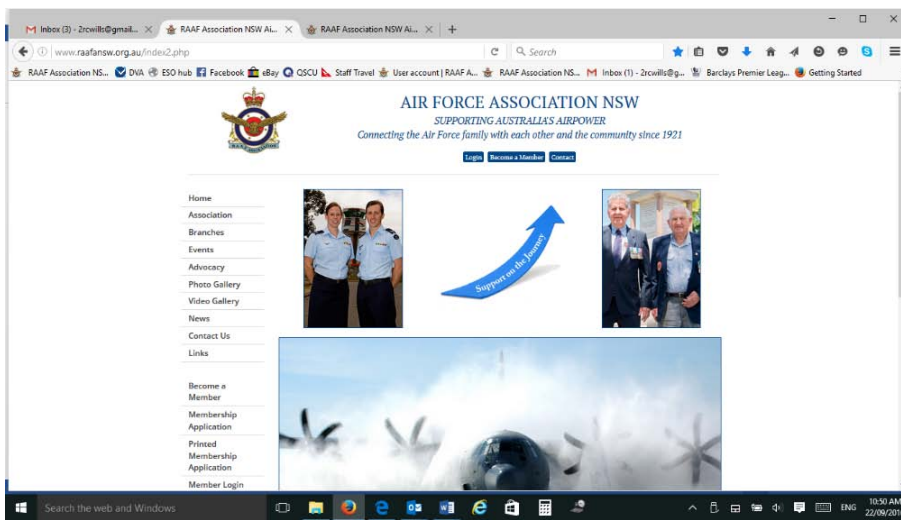 Inbox (3) - 2rcwills@gmail...
RAAF Association NSW Ai...
RAAF Association NSW Ai...
www.raafansw.org.au/index2.php
Search
RAAF Association NS... DVA ESO hub Facebook eBay QSCU Staff Travel User account | RAAF A... RAAF Association NS... Inbox (1) - 2rcwills@g... Barclays Premier Leag... Getting Started
AIR FORCE ASSOCIATION NSW
SUPPORTING AUSTRALIA'S AIRPOWER
Connecting the Air Force family with each other and the community since 1921
Login Become a Member Contact
Home
Association
Branches
Events
Advocacy
Photo Gallery
Video Gallery
News
Contact Us
Links
Become a
Member
Membership
Application
Printed
Membership
Application
Member Login
Support on the Journey
Search the web and Windows
ENG
10:50 AM
22/09/201